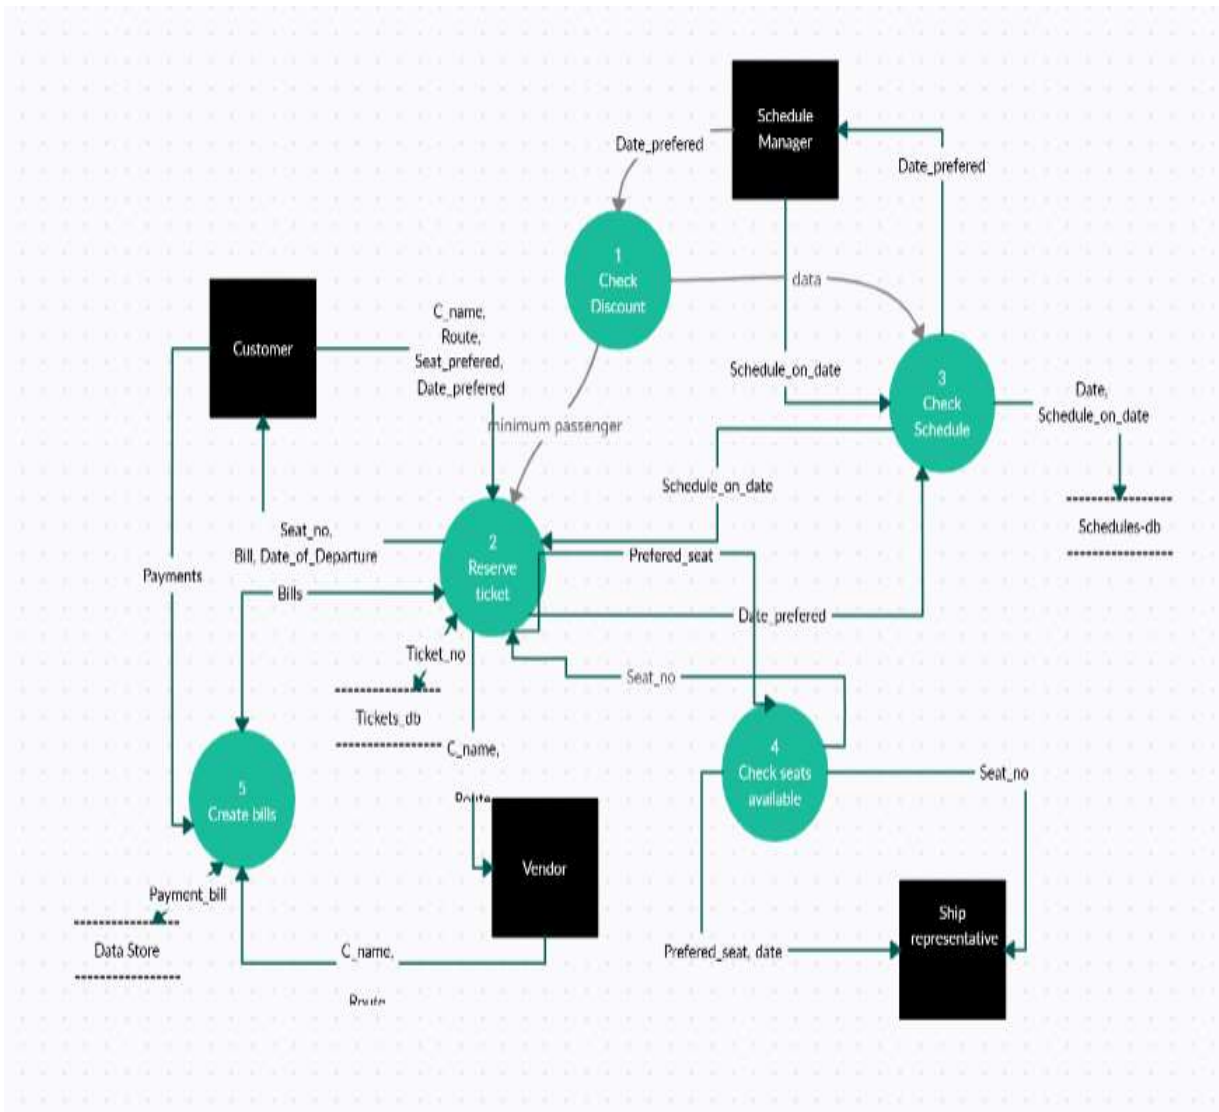 Schedule
Manager
Date_prefered
Date_prefered
1
Check
Discount
data
C_name,
Route,
Seat_prefered,
Date_prefered
Customer
Schedule_on_date
3
Check
Schedule
Date,
Schedule_on_date
minimum passenger
Schedule_on_date
Schedules-db
Seat_no,
Bill, Date_of_Departure
2
Reserve
ticket
Prefered_seat
Payments
Bills
Date_prefered
Ticket_no
Seat_no
Tickets_db
C_name,
Route
4
Check seats
available
Seat_no
5
Create bills
Vendor
Payment_bill
Ship
representative
Data Store
C_name,
Prefered_seat, date
Route